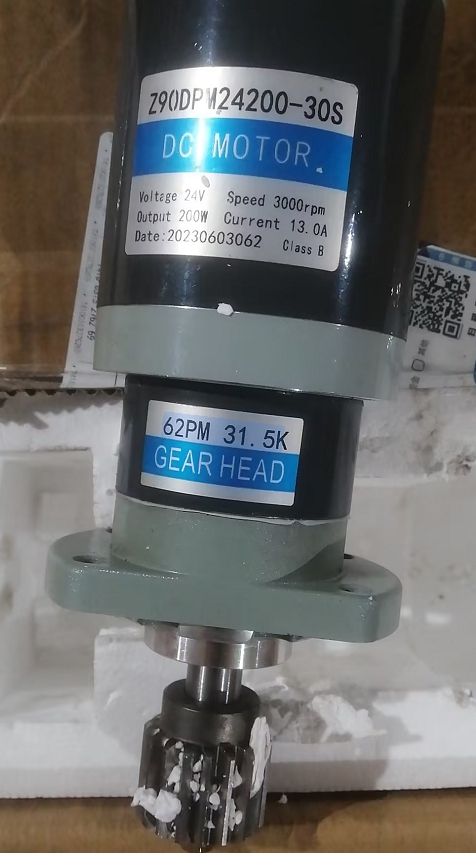 Z90DPM24200-30S
DC MOTOR
Voltage 24V Speed 3000rpm
Output 200W Current 13.0A
Date:20230603062 Class B
62PM 31.5K
GEAR HEAD